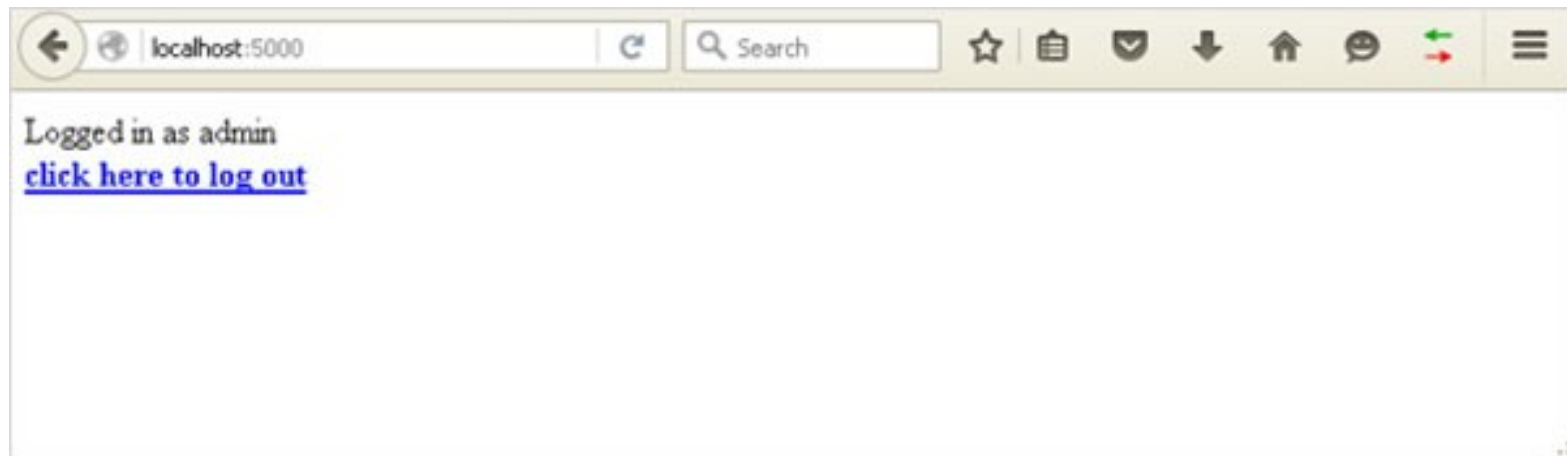 localhost:5000
Search
Logged in as admin
click here to log out